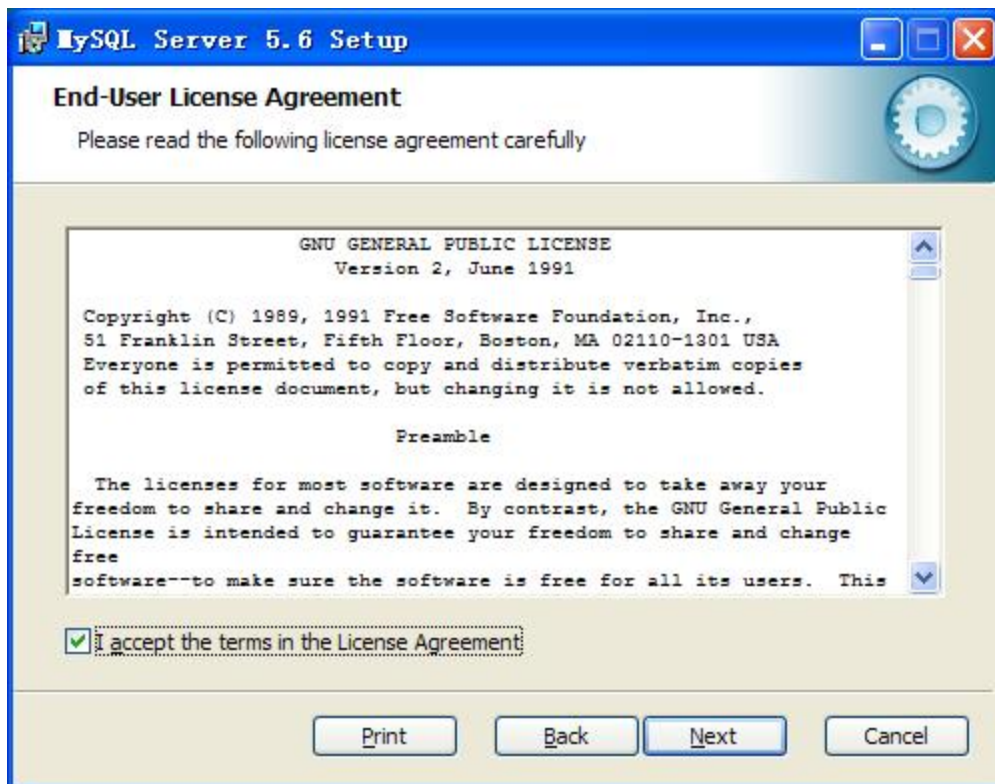 MySQL Server 5.6 Setup
End-User License Agreement
Please read the following license agreement carefully
GNU GENERAL PUBLIC LICENSE
Version 2, June 1991
Copyright (C) 1989, 1991 Free Software Foundation, Inc.,
51 Franklin Street, Fifth Floor, Boston, MA 02110-1301 USA
Everyone is permitted to copy and distribute verbatim copies
of this license document, but changing it is not allowed.
Preamble
The licenses for most software are designed to take away your
freedom to share and change it.  By contrast, the GNU General Public
License is intended to guarantee your freedom to share and change
free
software--to make sure the software is free for all its users.  This
I accept the terms in the License Agreement
Print Back Next Cancel